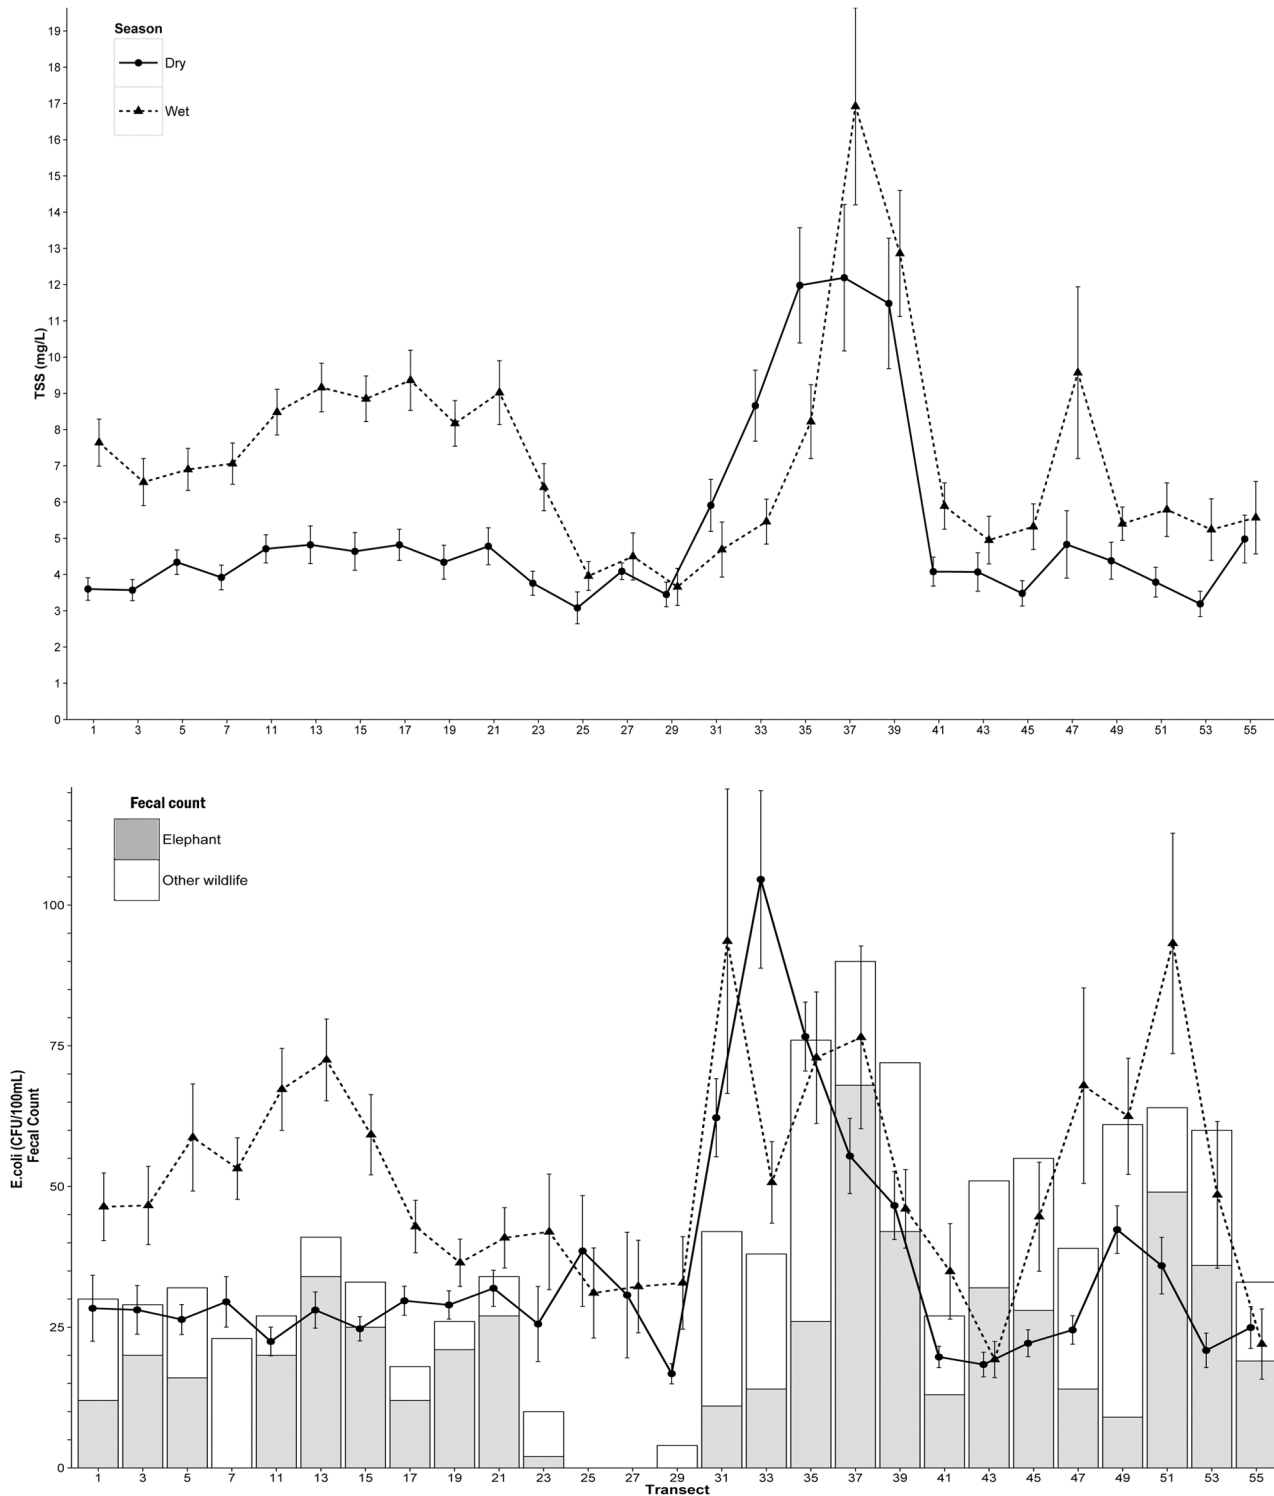 Season
Dry
Wet
TSS (mg/L)
19
18
17
16
15
14
13
12
11
10
9
8
7
6
5
4
3
2
1
0
1 3 5 7 11 13 15 17 19 21 23 25 27 29 31 33 35 37 39 41 43 45 47 49 51 53 55
Fecal count
Elephant
Other wildlife
E.coli (CFU/100mL)
Fecal Count
100
75
50
25
0
1 3 5 7 11 13 15 17 19 21 23 25 27 29 31 33 35 37 39 41 43 45 47 49 51 53 55
Transect